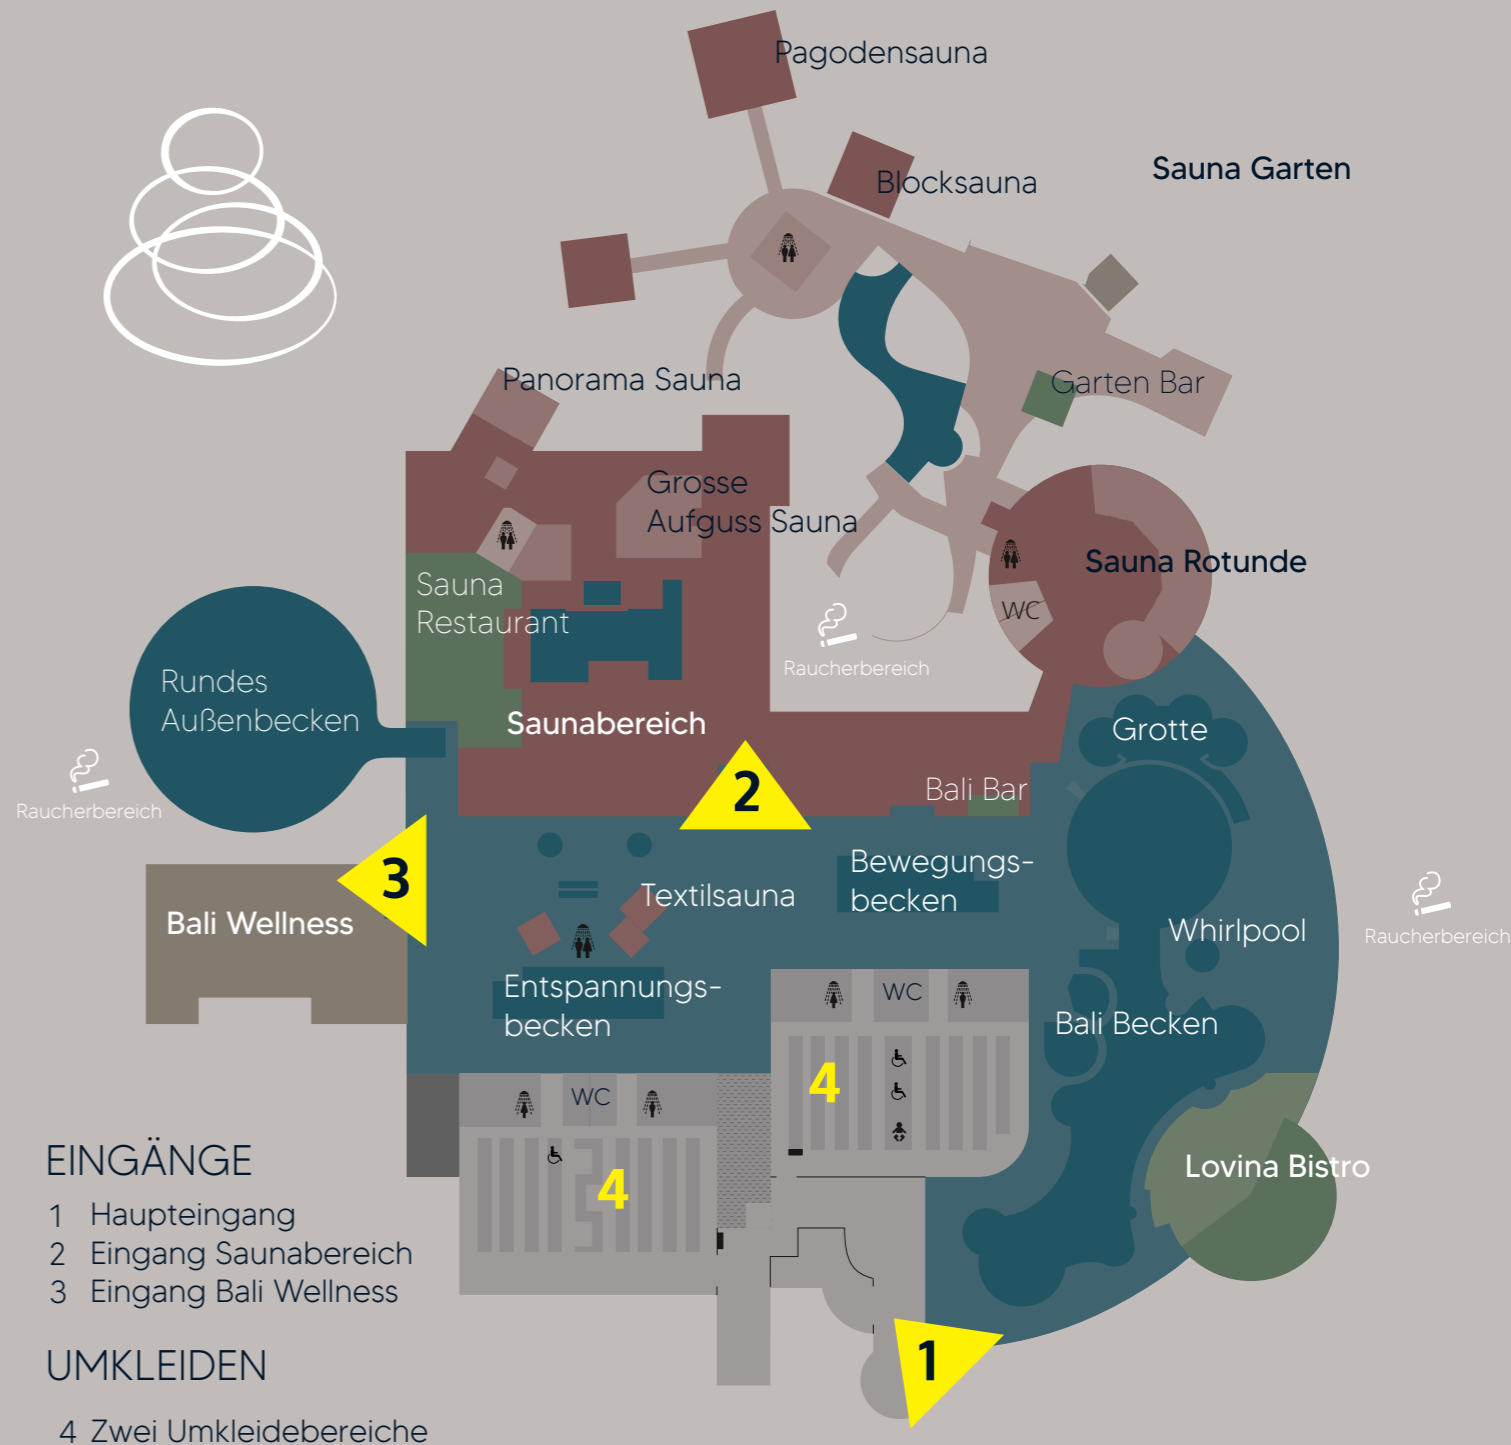 Pagodensauna
Blocksauna
Sauna Garten
Panorama Sauna
Garten Bar
Grosse
Aufguss Sauna
Sauna Rotunde
WC
Sauna
Restaurant
Raucherbereich
Rundes
Außenbecken
Saunabereich
Grotte
Raucherbereich
2
Bali Bar
3
Bali Wellness
Textilsauna
Bewegungs-
becken
Whirlpool
Raucherbereich
Entspannungs-
becken
WC
Bali Becken
4
WC
4
Lovina Bistro
1
EINGÄNGE
1 Haupteingang
2 Eingang Saunabereich
3 Eingang Bali Wellness
UMKLEIDEN
4 Zwei Umkleidebereiche